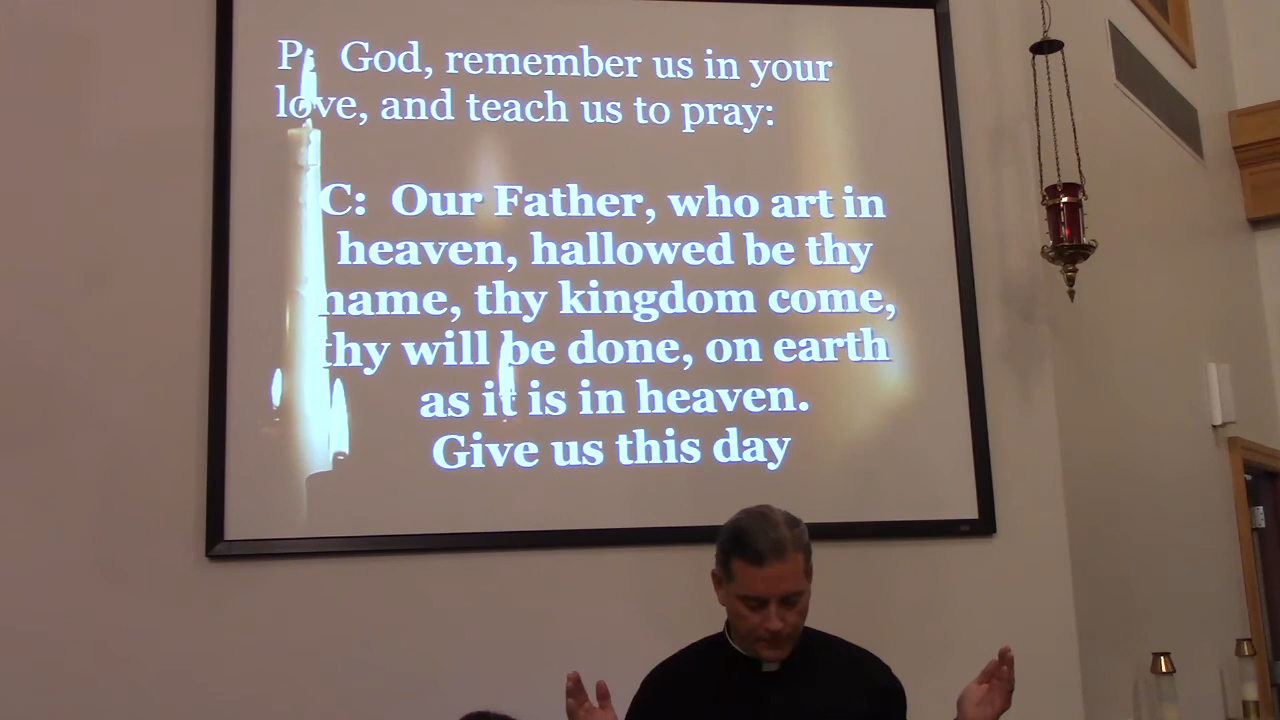 P: God, remember us in your
love, and teach us to pray:
C: Our Father, who art in
heaven, hallowed be thy
name, thy kingdom come,
thy will be done, on earth
as it is in heaven.
Give us this day